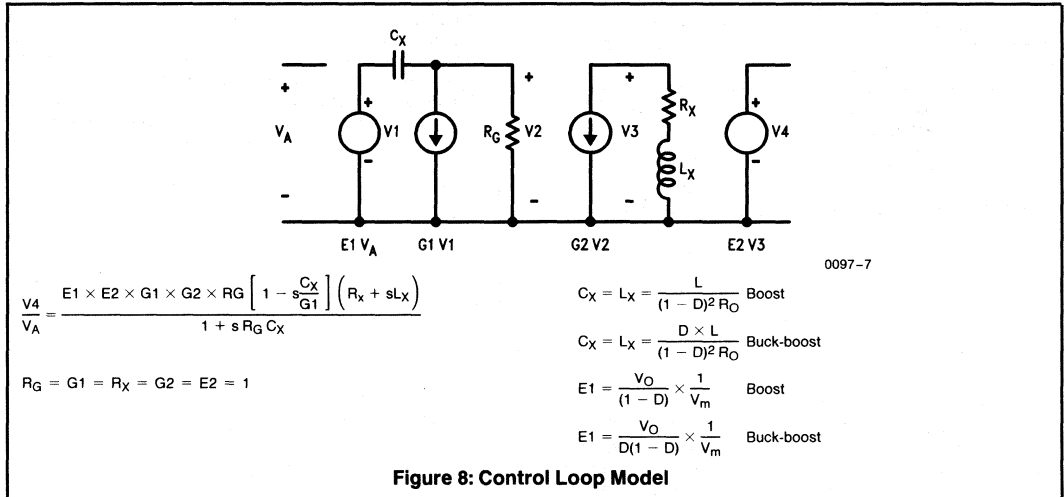 C_X
+ V_A -
+ V1 -
R_G
+ V2 -
+ V3 -
R_X
L_X
+ V4 -
E1 V_A G1 V1 G2 V2 E2 V3
0097–7
V4/V_A = E1 × E2 × G1 × G2 × RG [1 − s C_X/G1] (R_x + sL_X) / 1 + s R_G C_X
R_G = G1 = R_X = G2 = E2 = 1
C_X = L_X = L / (1 − D)² R_O Boost
C_X = L_X = D × L / (1 − D)² R_O Buck-boost
E1 = V_O / (1 − D) × 1/V_m Boost
E1 = V_O / D(1 − D) × 1/V_m Buck-boost
Figure 8: Control Loop Model